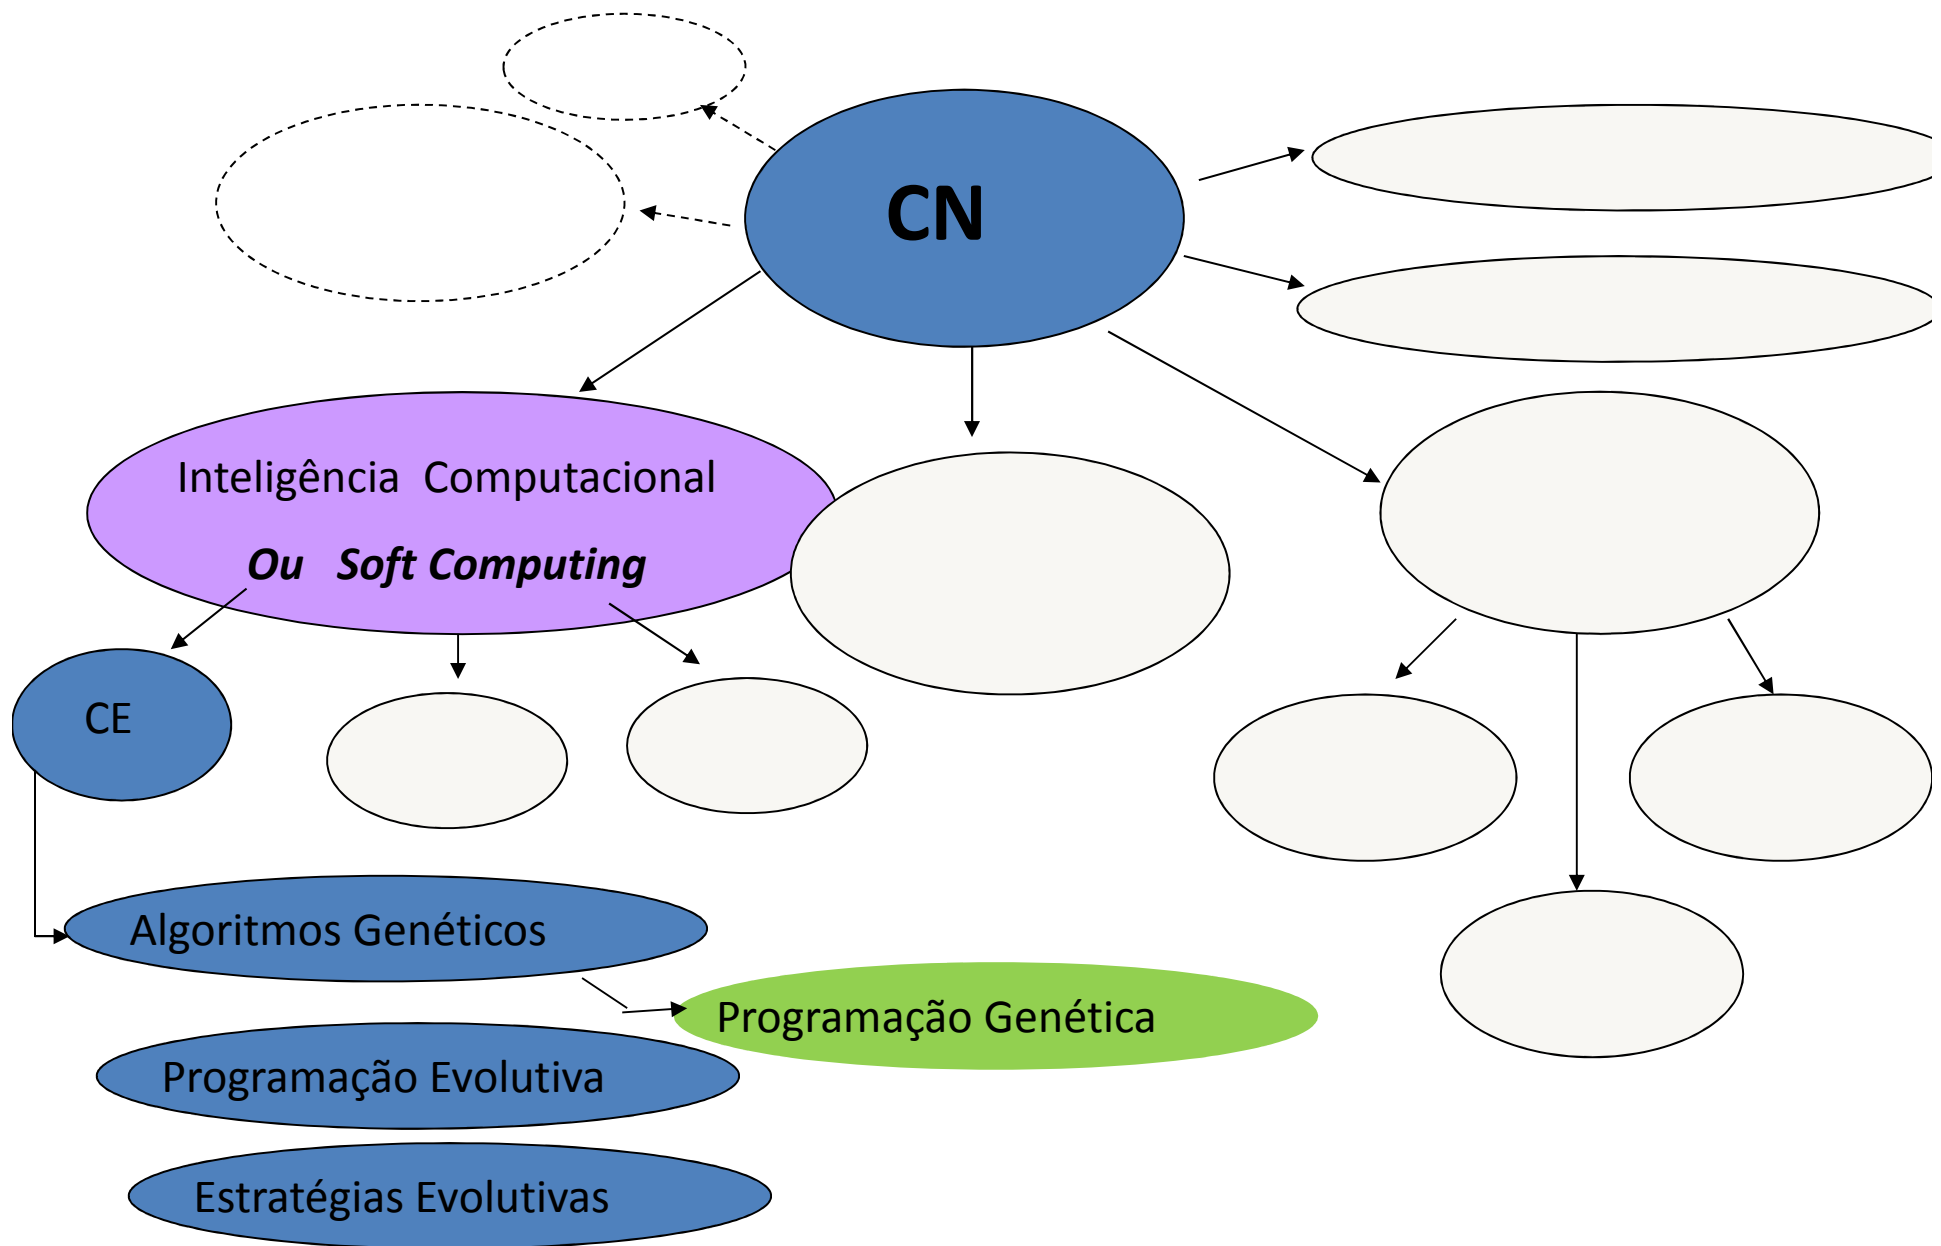 CN
Inteligência Computacional
Ou Soft Computing
CE
Algoritmos Genéticos
Programação Genética
Programação Evolutiva
Estratégias Evolutivas